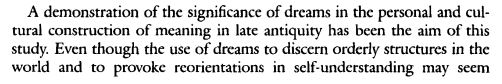 A demonstration of the significance of dreams in the personal and cul-
tural construction of meaning in late antiquity has been the aim of this
study. Even though the use of dreams to discern orderly structures in the
world and to provoke reorientations in self-understanding may seem